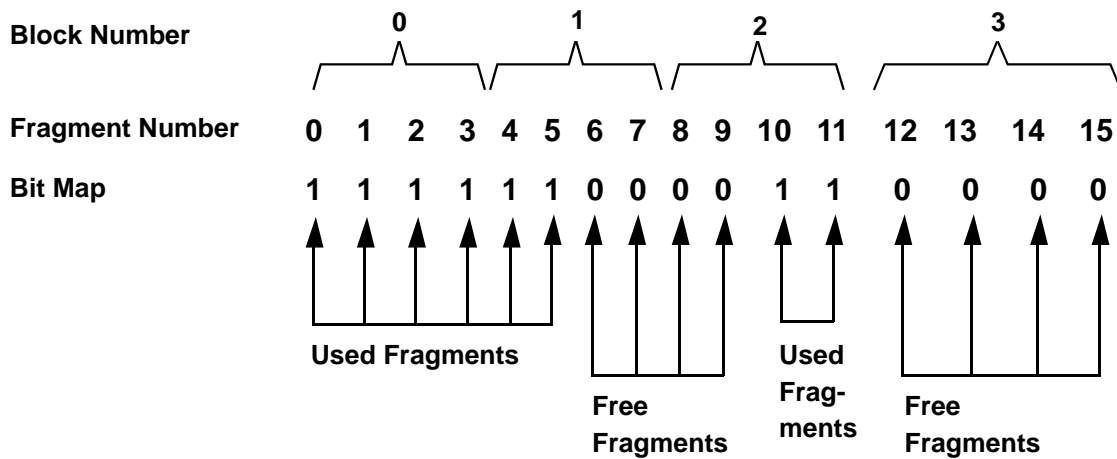 Block Number 0 1 2 3
Fragment Number 0 1 2 3 4 5 6 7 8 9 10 11 12 13 14 15
Bit Map 1 1 1 1 1 1 0 0 0 0 1 1 0 0 0 0
Used Fragments
Free
Fragments
Used
Frag-
ments
Free
Fragments